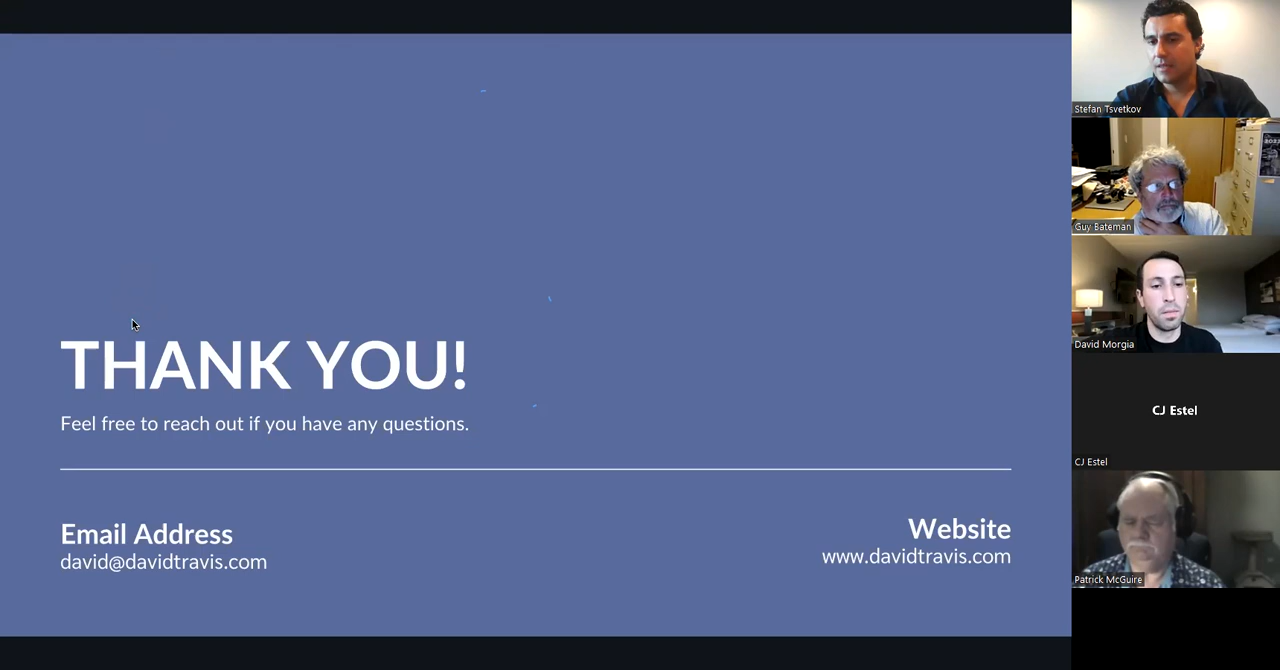 THANK YOU!
Feel free to reach out if you have any questions.
Email Address
david@davidtravis.com
Website
www.davidtravis.com
Stefan Tsvetkov
Guy Bateman
David Morgia
CJ Estel
CJ Estel
Patrick McGuire